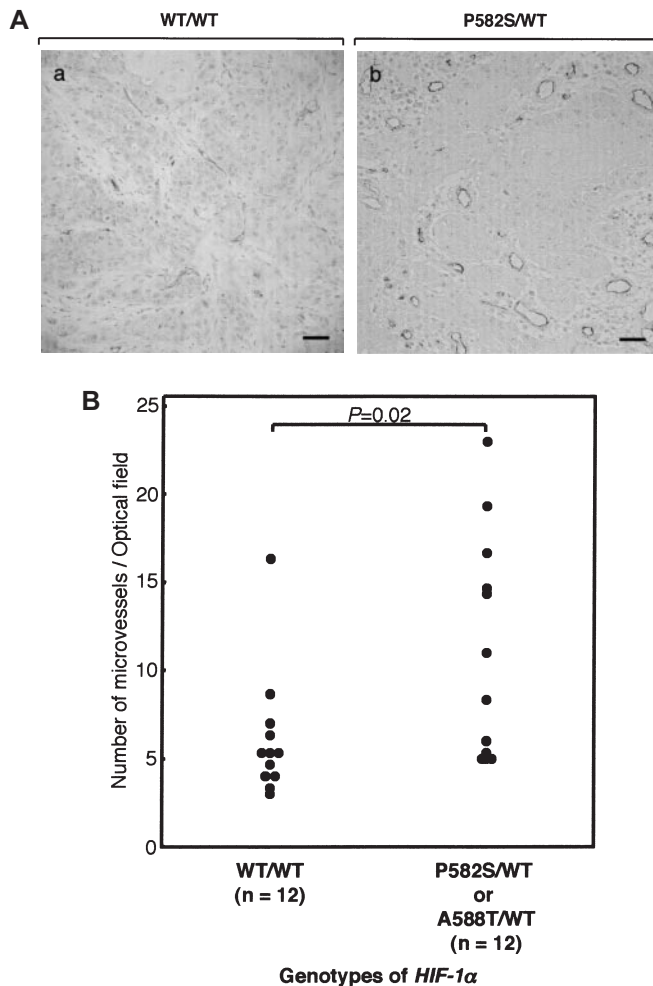 A
WT/WT
P582S/WT
a
b
B
P=0.02
25
20
15
10
5
0
Number of microvessels / Optical field
WT/WT
(n = 12)
P582S/WT
or
A588T/WT
(n = 12)
Genotypes of HIF-1α